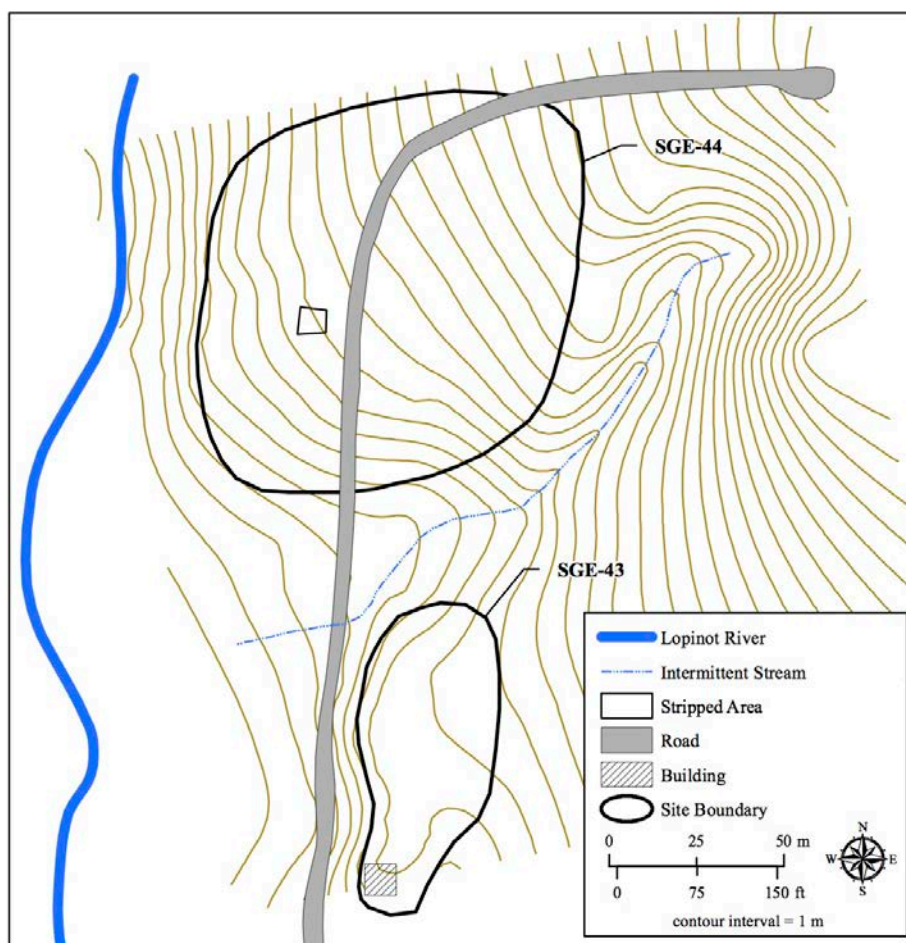 SGE-44
SGE-43
Lopinot River
Intermittent Stream
Stripped Area
Road
Building
Site Boundary
0 25 50 m
0 75 150 ft
contour interval = 1 m
N
W E
S